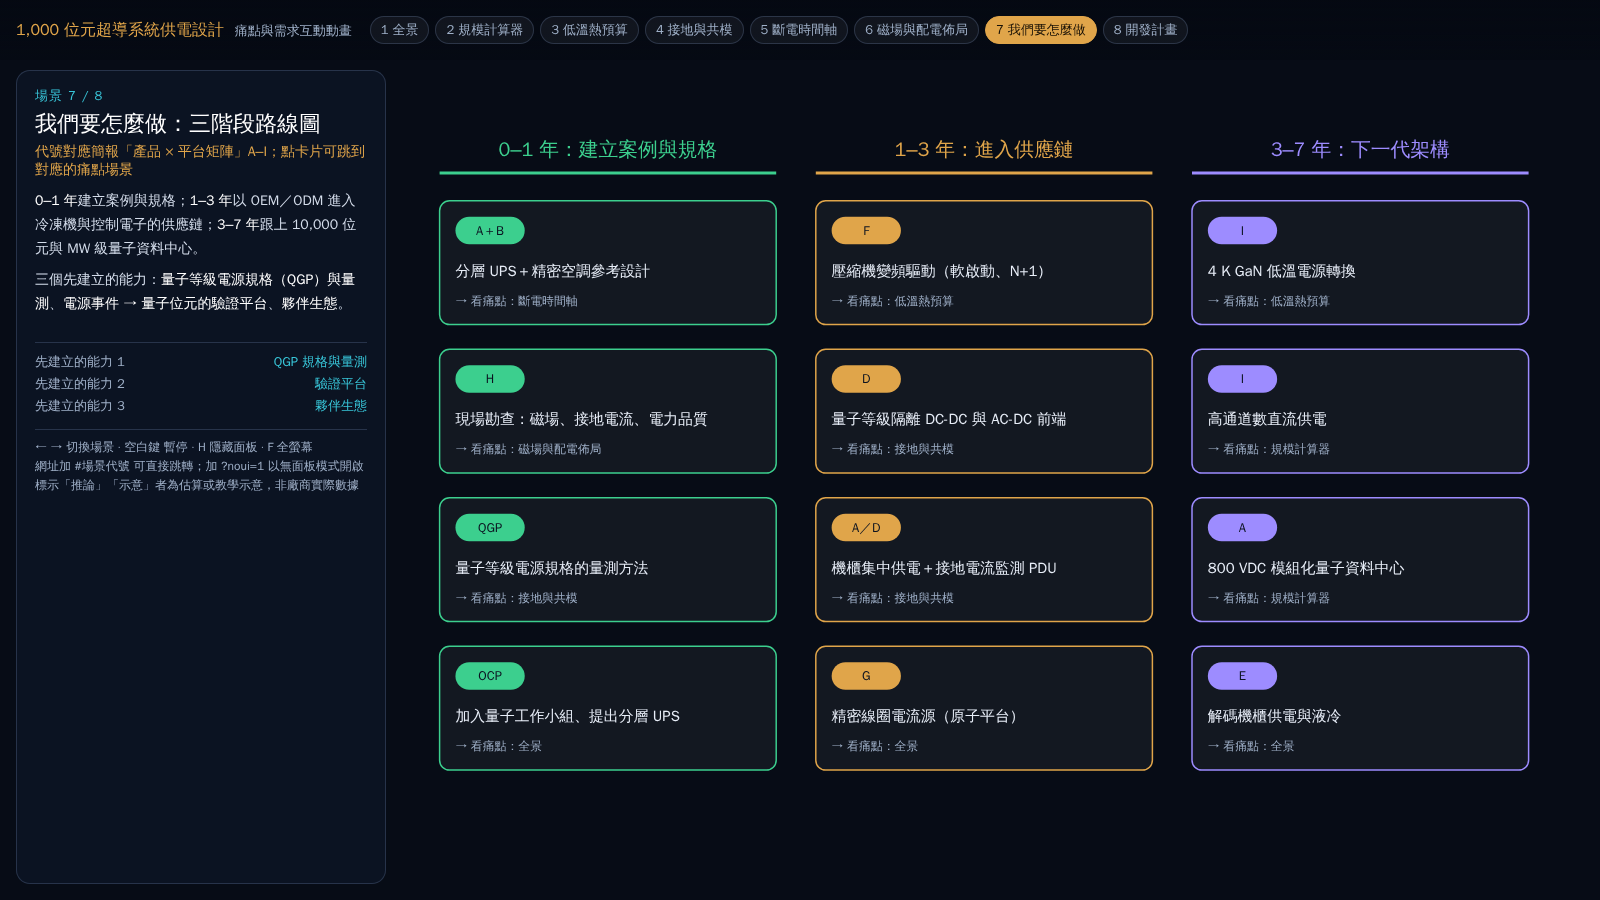 1,000 位元超導系統供電設計 痛點與需求互動動畫 1 全景 2 規模計算器 3 低溫熱預算 4 接地與共模 5 斷電時間軸 6 磁場與配電佈局 7 我們要怎麼做 8 開發計畫
場景 7 / 8
我們要怎麼做：三階段路線圖
代號對應簡報「產品 × 平台矩陣」A–I；點卡片可跳到
對應的痛點場景
0–1 年建立案例與規格；1–3 年以 OEM／ODM 進入
冷凍機與控制電子的供應鏈；3–7 年跟上 10,000 位
元與 MW 級量子資料中心。
三個先建立的能力：量子等級電源規格（QGP）與量
測、電源事件 → 量子位元的驗證平台、夥伴生態。
先建立的能力 1 QGP 規格與量測
先建立的能力 2 驗證平台
先建立的能力 3 夥伴生態
← → 切換場景 · 空白鍵 暫停 · H 隱藏面板 · F 全螢幕
網址加 #場景代號 可直接跳轉；加 ?noui=1 以無面板模式開啟
標示「推論」「示意」者為估算或教學示意，非廠商實際數據
0–1 年：建立案例與規格
A＋B
分層 UPS＋精密空調參考設計
→ 看痛點：斷電時間軸
H
現場勘查：磁場、接地電流、電力品質
→ 看痛點：磁場與配電佈局
QGP
量子等級電源規格的量測方法
→ 看痛點：接地與共模
OCP
加入量子工作小組、提出分層 UPS
→ 看痛點：全景
1–3 年：進入供應鏈
F
壓縮機變頻驅動（軟啟動、N+1）
→ 看痛點：低溫熱預算
D
量子等級隔離 DC-DC 與 AC-DC 前端
→ 看痛點：接地與共模
A／D
機櫃集中供電＋接地電流監測 PDU
→ 看痛點：接地與共模
G
精密線圈電流源（原子平台）
→ 看痛點：全景
3–7 年：下一代架構
I
4 K GaN 低溫電源轉換
→ 看痛點：低溫熱預算
I
高通道數直流供電
→ 看痛點：規模計算器
A
800 VDC 模組化量子資料中心
→ 看痛點：規模計算器
E
解碼機櫃供電與液冷
→ 看痛點：全景